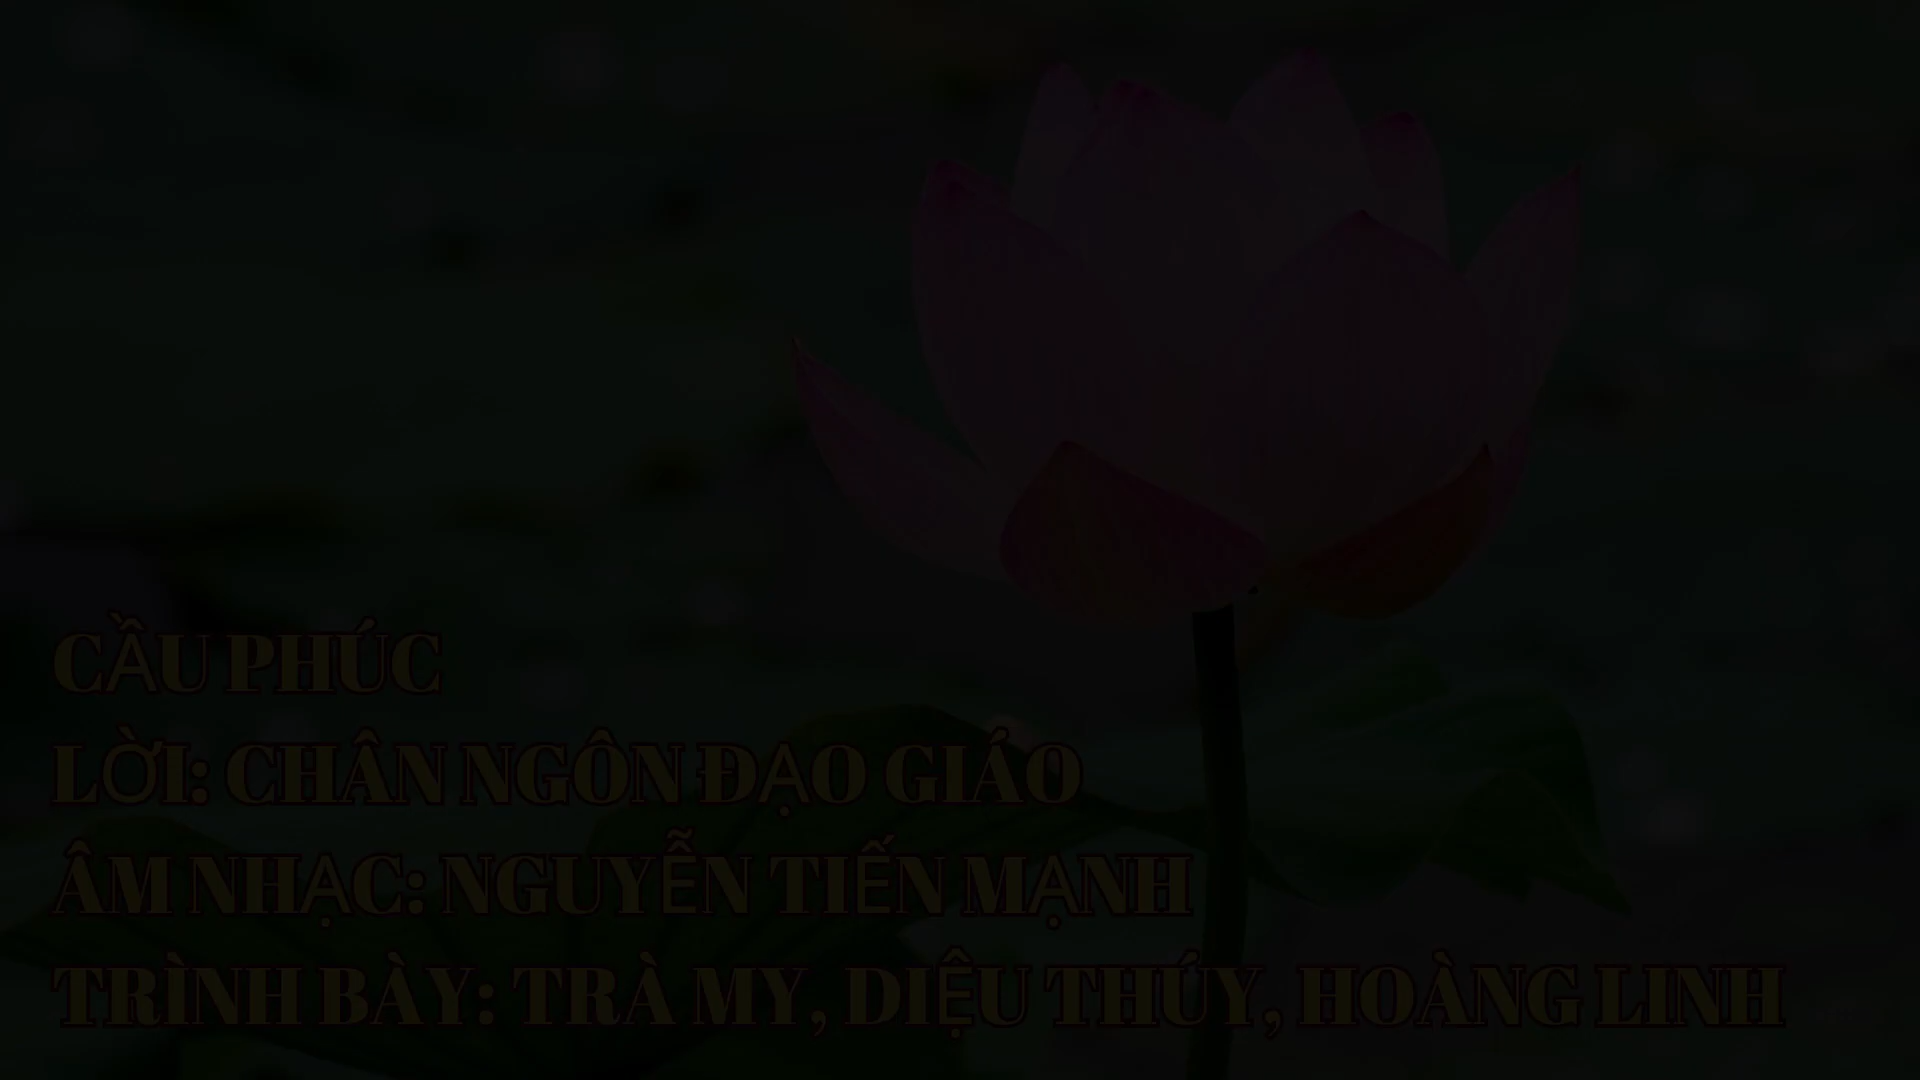 CẦU PHÚC
LỜI: CHÂN NGÔN ĐẠO GIÁO
ÂM NHẠC: NGUYỄN TIẾN MẠNH
TRÌNH BÀY: TRÀ MY, DIỆU THÚY, HOÀNG LINH